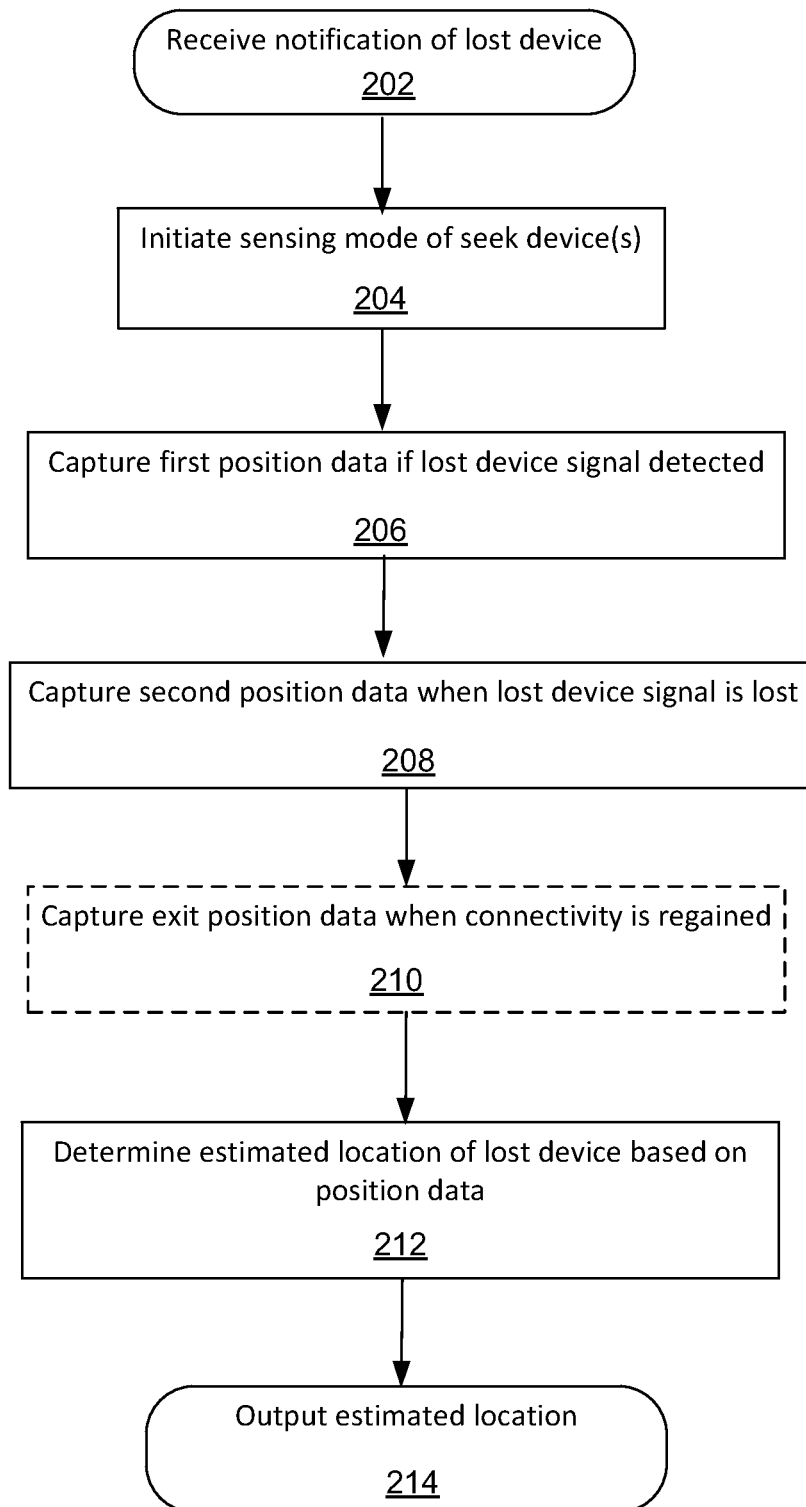 Receive notification of lost device
202
Initiate sensing mode of seek device(s)
204
Capture first position data if lost device signal detected
206
Capture second position data when lost device signal is lost
208
Capture exit position data when connectivity is regained
210
Determine estimated location of lost device based on
position data
212
Output estimated location
214